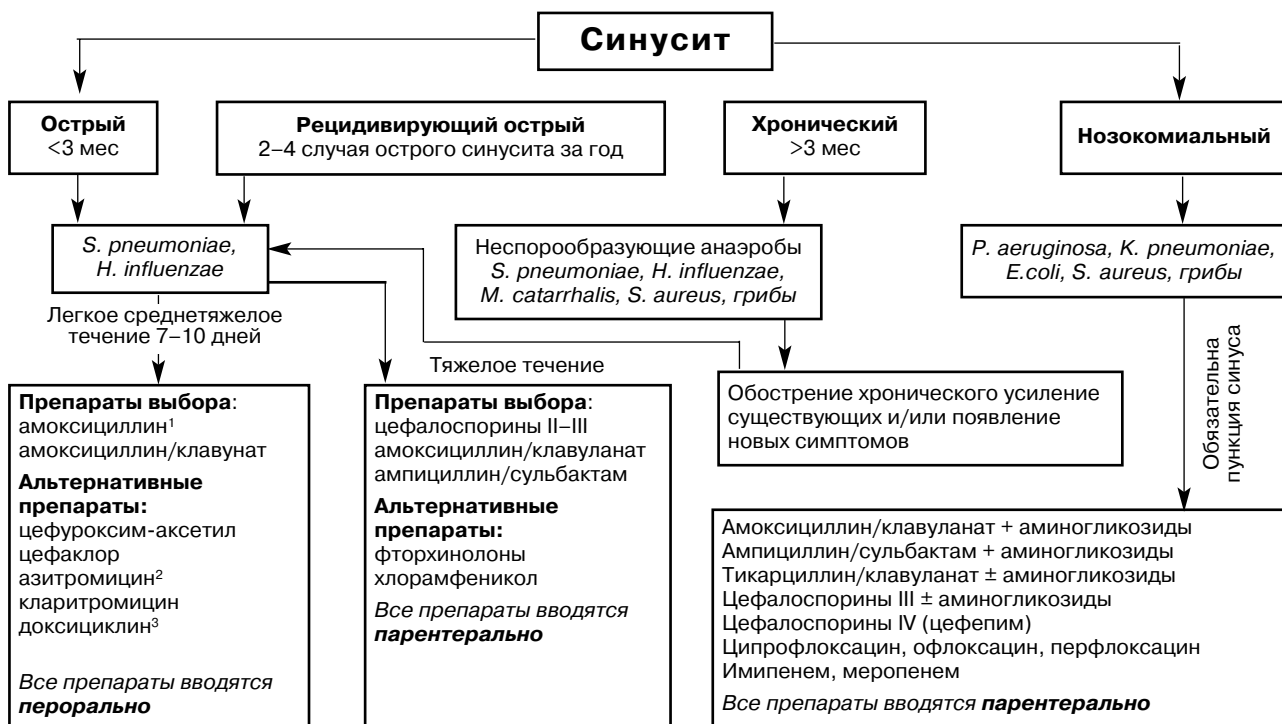 Синусит
Острый
<3 мес
Рецидивирующий острый
2–4 случая острого синусита за год
Хронический
>3 мес
Нозокомиальный
S. pneumoniae,
H. influenzae
Неспорообразующие анаэробы
S. pneumoniae, H. influenzae,
M. catarrhalis, S. aureus, грибы
P. aeruginosa, K. pneumoniae,
E.coli, S. aureus, грибы
Легкое среднетяжелое
течение 7–10 дней
Тяжелое течение
Обострение хронического усиление
существующих и/или появление
новых симптомов
Обязательна
пункция синуса
Препараты выбора:
амоксициллин¹
амоксициллин/клавунат
Альтернативные
препараты:
цефуроксим-аксетил
цефаклор
азитромицин²
кларитромицин
доксициклин³
Все препараты вводятся
перорально
Препараты выбора:
цефалоспорины II–III
амоксициллин/клавуланат
ампициллин/сульбактам
Альтернативные
препараты:
фторхинолоны
хлорамфеникол
Все препараты вводятся
парентерально
Амоксициллин/клавуланат + аминогликозиды
Ампициллин/сульбактам + аминогликозиды
Тикарциллин/клавуланат ± аминогликозиды
Цефалоспорины III ± аминогликозиды
Цефалоспорины IV (цефепим)
Ципрофлоксацин, офлоксацин, перфлоксацин
Имипенем, меропенем
Все препараты вводятся парентерально